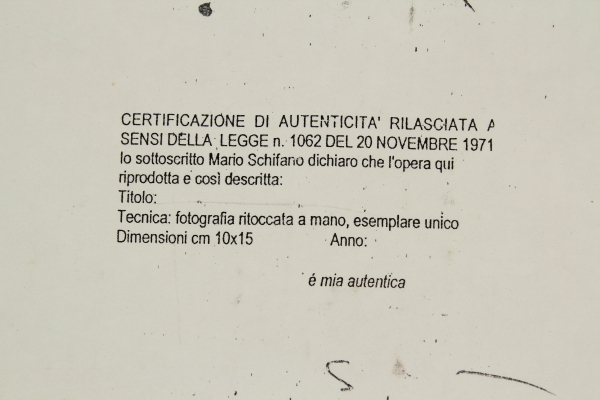 CERTIFICAZIONE DI AUTENTICITA' RILASCIATA A
SENSI DELLA LEGGE n. 1062 DEL 20 NOVEMBRE 1971
Io sottoscritto Mario Schifano dichiaro che l'opera qui
riprodotta e così descritta:
Titolo:
Tecnica: fotografia ritoccata a mano, esemplare unico
Dimensioni cm 10x15 Anno:
é mia autentica